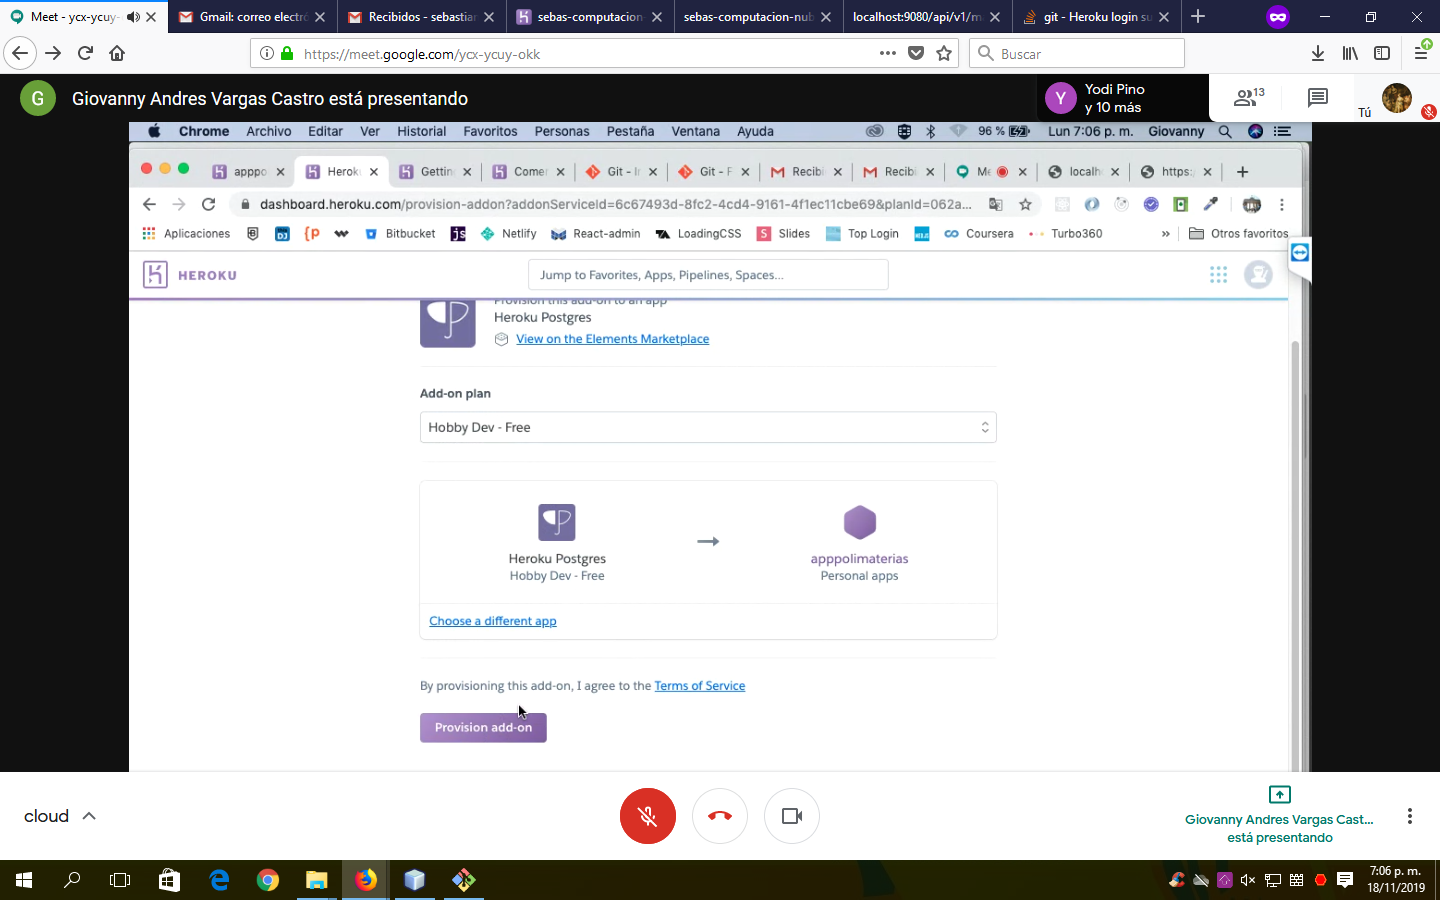 Meet - ycx-ycuy-
Gmail: correo electró
Recibidos - sebastian
sebas-computacion-
sebas-computacion-nub
localhost:9080/api/v1/m
git - Heroku login su
https://meet.google.com/ycx-ycuy-okk
Buscar
G
Giovanny Andres Vargas Castro está presentando
Y
Yodi Pino
y 10 más
13
Tú
Chrome Archivo Editar Ver Historial Favoritos Personas Pestaña Ventana Ayuda
96 %
Lun 7:06 p. m. Giovanny
apppo
Herok
Gettin
Comer
Git - I
Git - F
Recibi
Recibi
Me
localh
https:/
dashboard.heroku.com/provision-addon?addonServiceId=6c67493d-8fc2-4cd4-9161-4f1ec11cbe69&planId=062a...
Aplicaciones
Bitbucket
Netlify
React-admin
LoadingCSS
Slides
Top Login
Coursera
Turbo360
»
Otros favoritos
HEROKU
Jump to Favorites, Apps, Pipelines, Spaces...
Provision this add-on to an app
Heroku Postgres
View on the Elements Marketplace
Add-on plan
Hobby Dev - Free
Heroku Postgres
Hobby Dev - Free
apppolimaterias
Personal apps
Choose a different app
By provisioning this add-on, I agree to the Terms of Service
Provision add-on
cloud
Giovanny Andres Vargas Cast...
está presentando
7:06 p. m.
18/11/2019